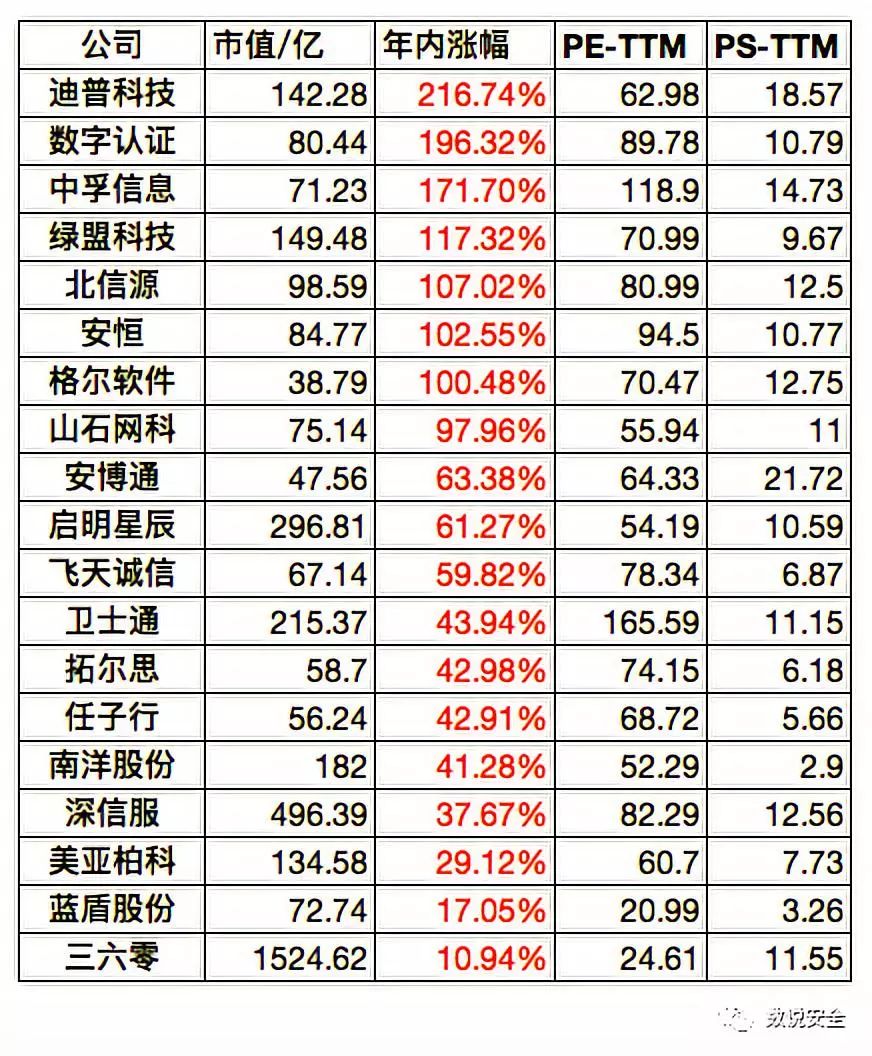 公司 市值/亿 年内涨幅 PE-TTM PS-TTM
迪普科技 142.28 216.74% 62.98 18.57
数字认证 80.44 196.32% 89.78 10.79
中孚信息 71.23 171.70% 118.9 14.73
绿盟科技 149.48 117.32% 70.99 9.67
北信源 98.59 107.02% 80.99 12.5
安恒 84.77 102.55% 94.5 10.77
格尔软件 38.79 100.48% 70.47 12.75
山石网科 75.14 97.96% 55.94 11
安博通 47.56 63.38% 64.33 21.72
启明星辰 296.81 61.27% 54.19 10.59
飞天诚信 67.14 59.82% 78.34 6.87
卫士通 215.37 43.94% 165.59 11.15
拓尔思 58.7 42.98% 74.15 6.18
任子行 56.24 42.91% 68.72 5.66
南洋股份 182 41.28% 52.29 2.9
深信服 496.39 37.67% 82.29 12.56
美亚柏科 134.58 29.12% 60.7 7.73
蓝盾股份 72.74 17.05% 20.99 3.26
三六零 1524.62 10.94% 24.61 11.55
数说安全